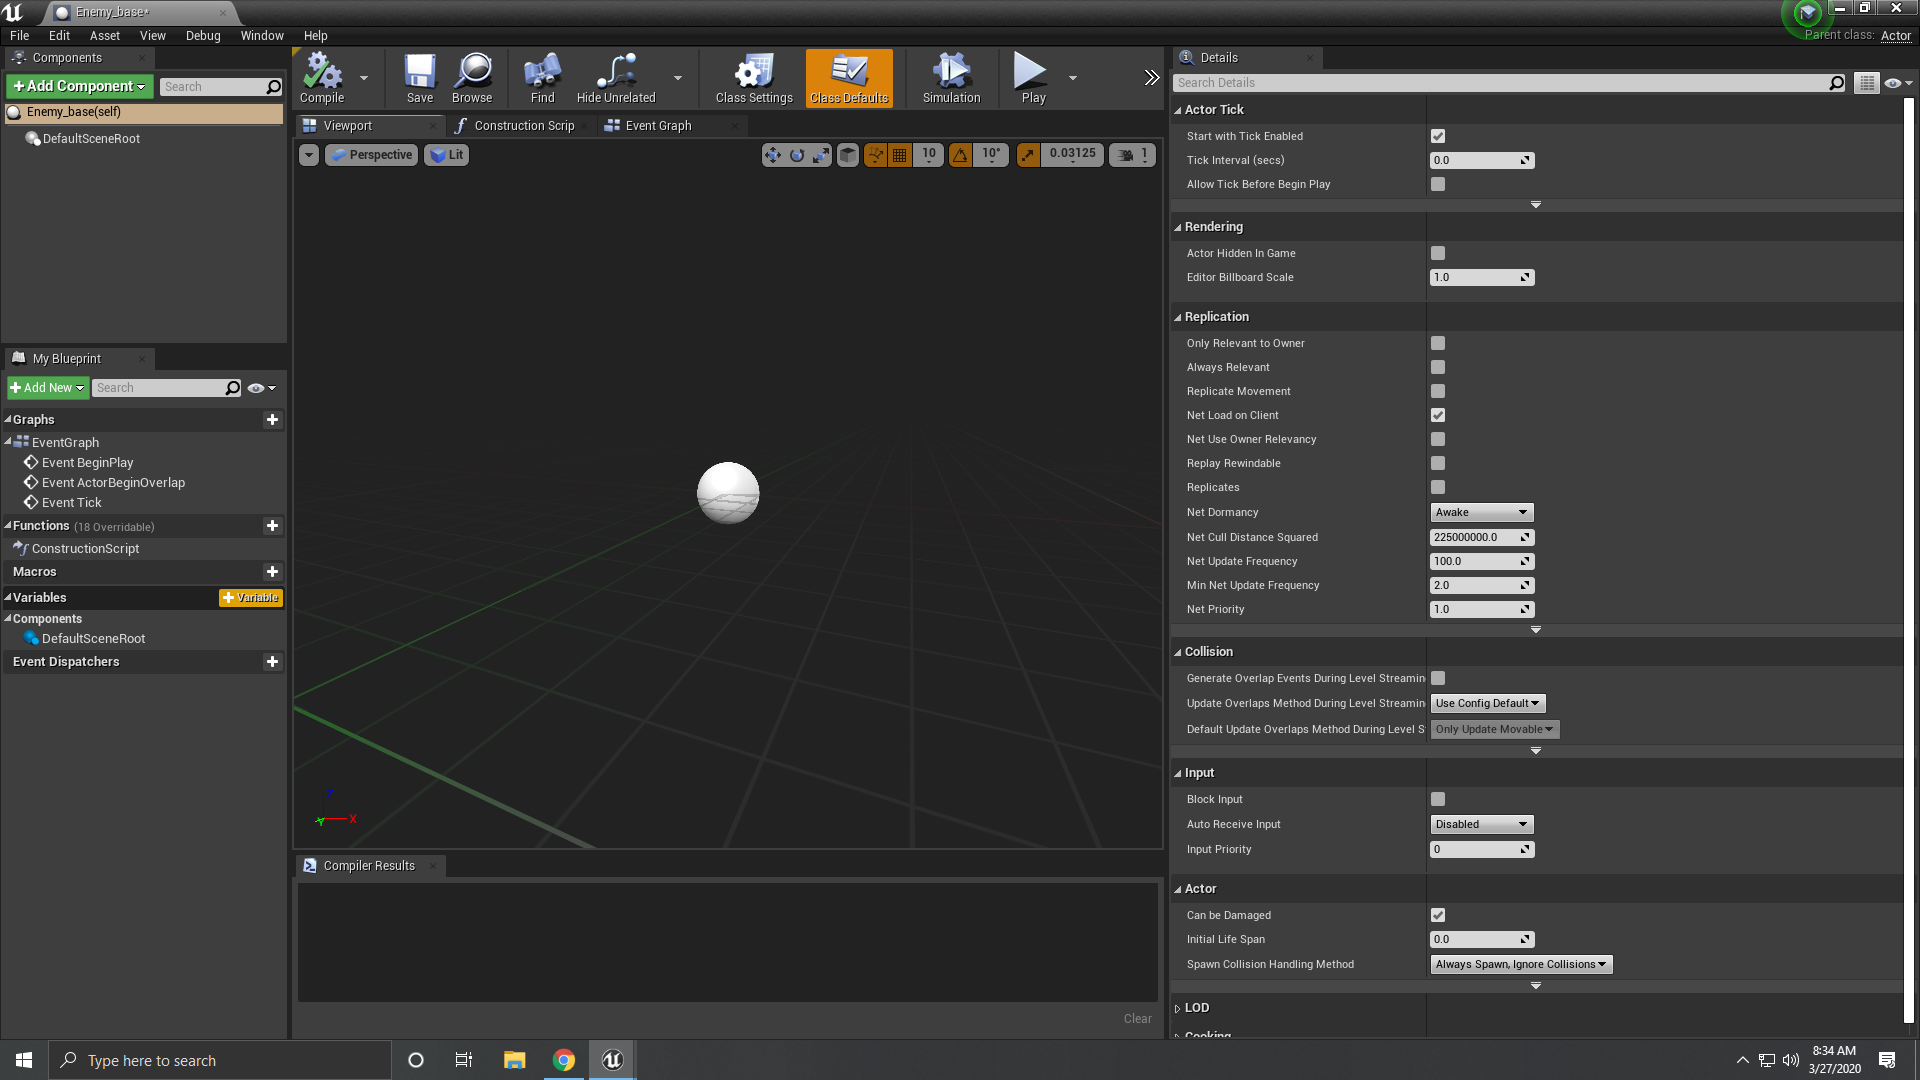 Enemy_base*
File Edit Asset View Debug Window Help
Parent class: Actor
Components
+Add Component
Search
Enemy_base(self)
DefaultSceneRoot
My Blueprint
+Add New
Search
Graphs
EventGraph
Event BeginPlay
Event ActorBeginOverlap
Event Tick
Functions (18 Overridable)
ConstructionScript
Macros
Variables
+ Variable
Components
DefaultSceneRoot
Event Dispatchers
Compile
Save
Browse
Find
Hide Unrelated
Class Settings
Class Defaults
Simulation
Play
Viewport
Construction Scrip
Event Graph
Perspective
Lit
10
10°
0.03125
1
Z
Y
X
Compiler Results
Clear
Details
Search Details
Actor Tick
Start with Tick Enabled
Tick Interval (secs) 0.0
Allow Tick Before Begin Play
Rendering
Actor Hidden In Game
Editor Billboard Scale 1.0
Replication
Only Relevant to Owner
Always Relevant
Replicate Movement
Net Load on Client
Net Use Owner Relevancy
Replay Rewindable
Replicates
Net Dormancy Awake
Net Cull Distance Squared 225000000.0
Net Update Frequency 100.0
Min Net Update Frequency 2.0
Net Priority 1.0
Collision
Generate Overlap Events During Level Streamin
Update Overlaps Method During Level Streamin Use Config Default
Default Update Overlaps Method During Level S Only Update Movable
Input
Block Input
Auto Receive Input Disabled
Input Priority 0
Actor
Can be Damaged
Initial Life Span 0.0
Spawn Collision Handling Method Always Spawn, Ignore Collisions
LOD
Cooking
Type here to search
8:34 AM
3/27/2020